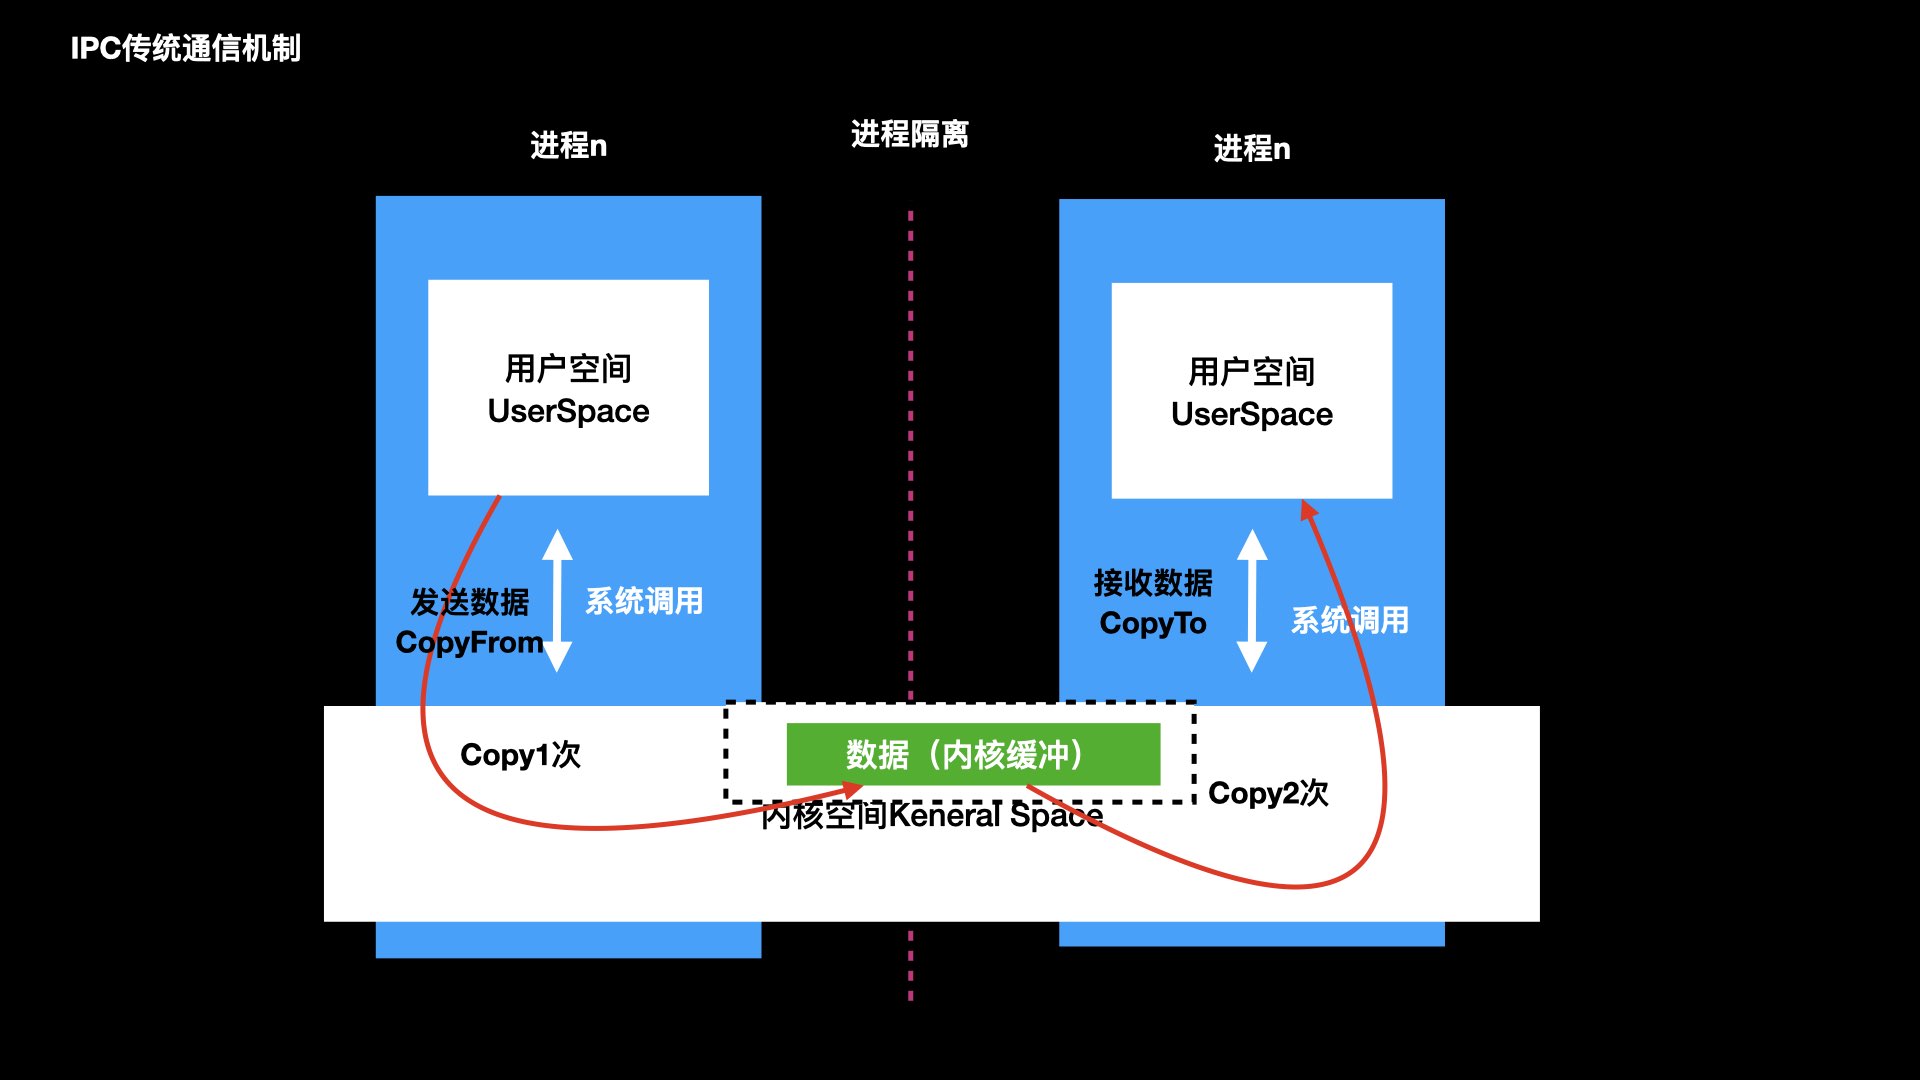 IPC传统通信机制
进程n
进程隔离
进程n
用户空间
UserSpace
用户空间
UserSpace
发送数据
CopyFrom
系统调用
接收数据
CopyTo
系统调用
Copy1次
数据（内核缓冲）
Copy2次
内核空间Keneral Space